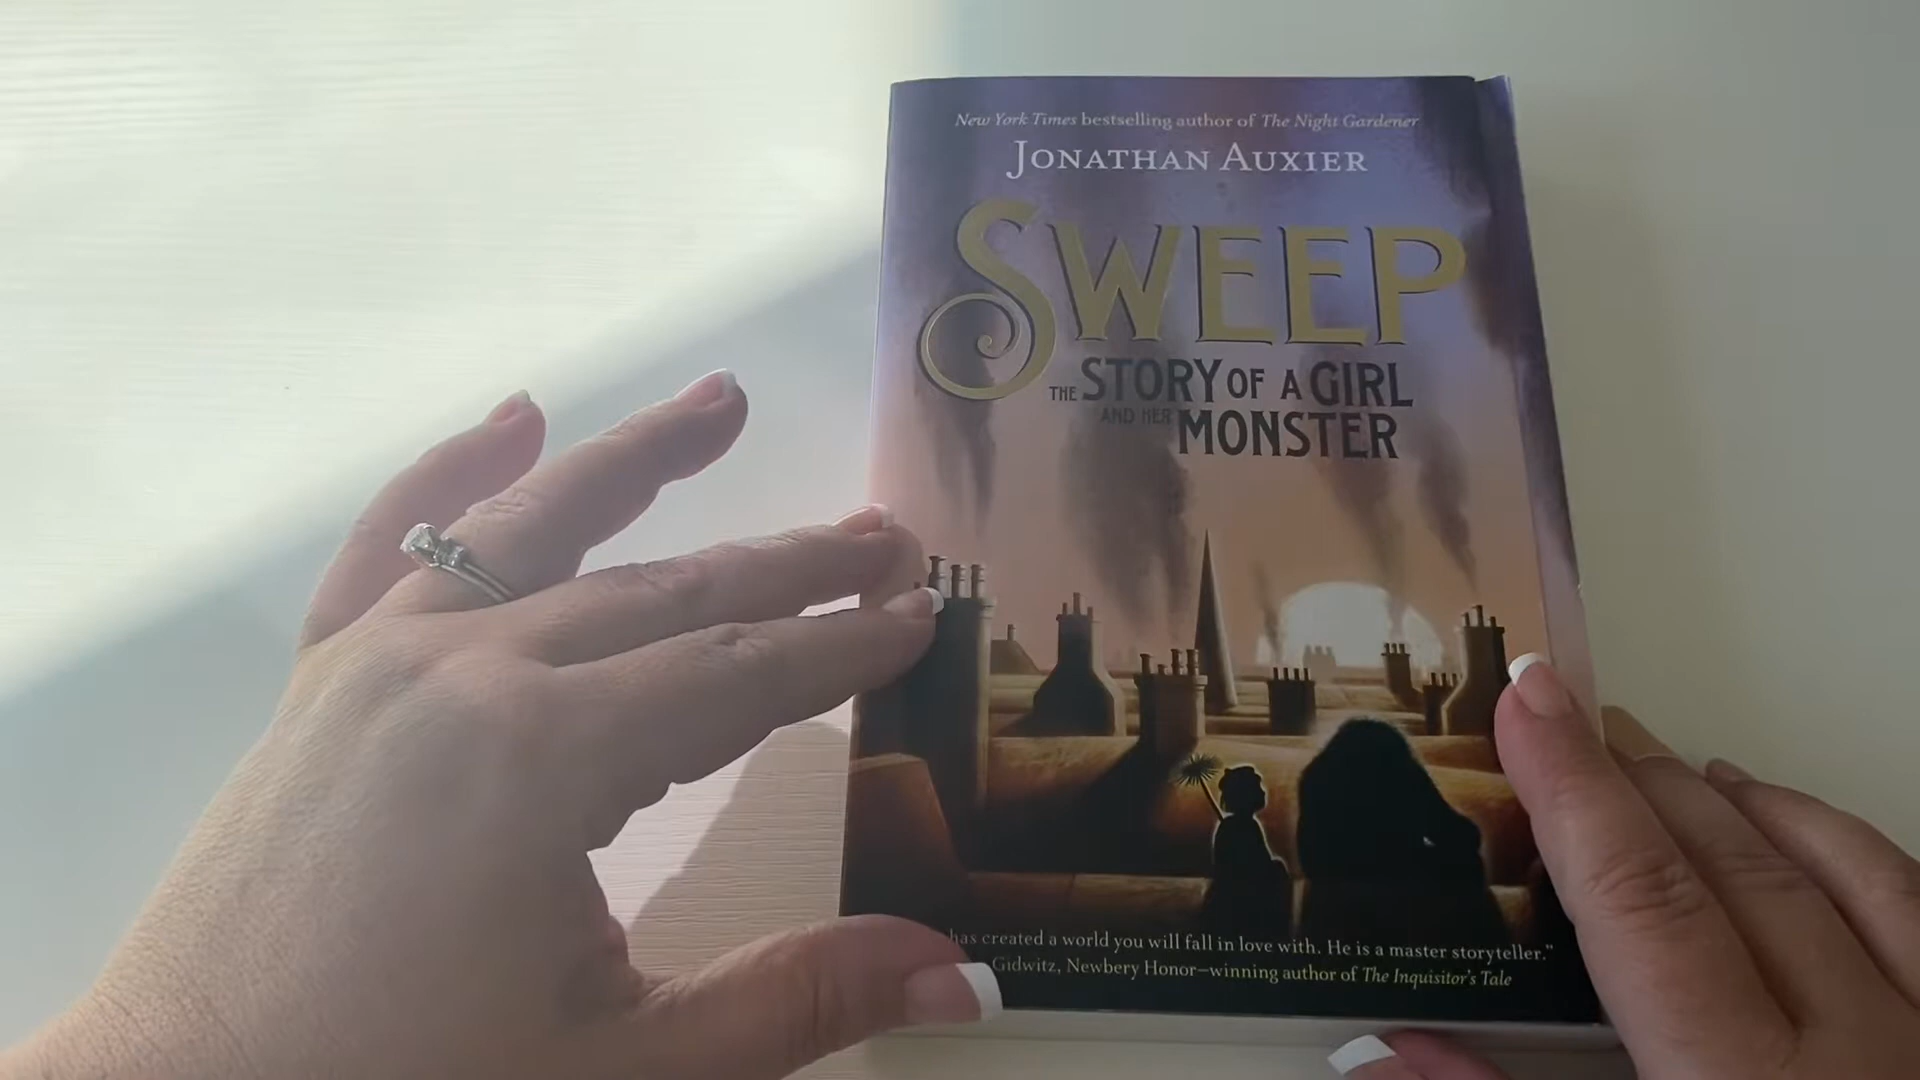 New York Times bestselling author of The Night Gardener
JONATHAN AUXIER
SWEEP
THE STORY OF A GIRL
AND HER MONSTER
has created a world you will fall in love with. He is a master storyteller.”
Gidwitz, Newbery Honor–winning author of The Inquisitor's Tale